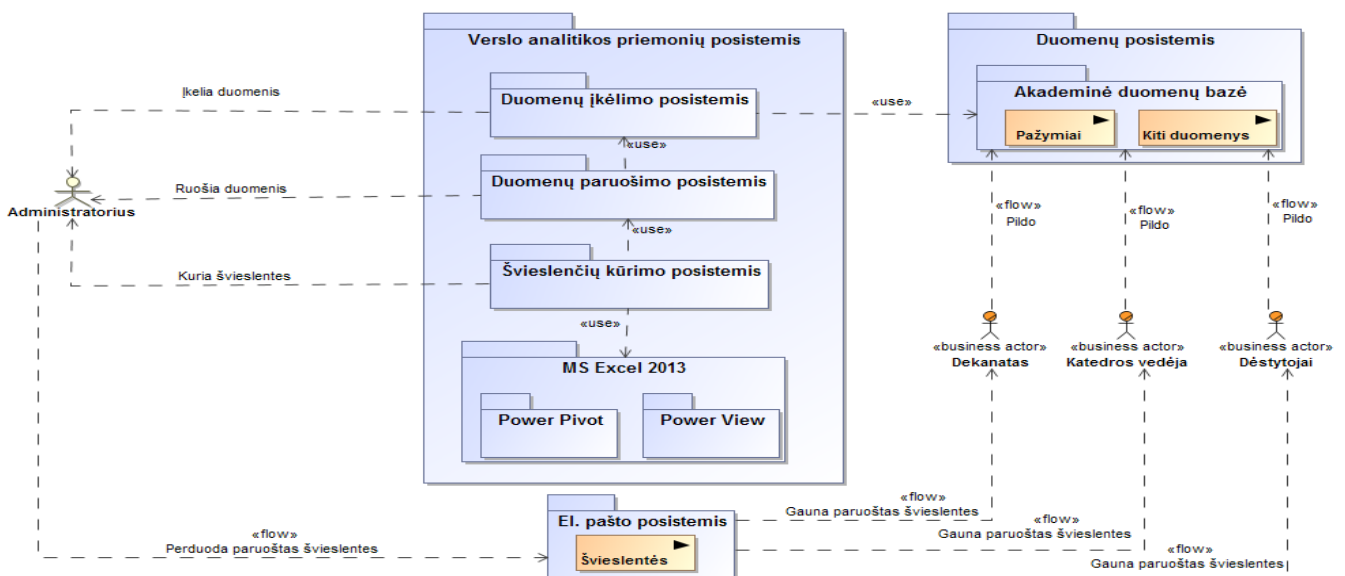 Verslo analitikos priemonių posistemis
Duomenų posistemis
Įkelia duomenis
Duomenų įkėlimo posistemis
«use»
Akademinė duomenų bazė
Pažymiai
Kiti duomenys
«use»
Ruošia duomenis
Duomenų paruošimo posistemis
Administratorius
«flow»
Pildo
«flow»
Pildo
«flow»
Pildo
«use»
Kuria švieslentes
Švieslenčių kūrimo posistemis
«use»
«business actor»
Dekanatas
«business actor»
Katedros vedėja
«business actor»
Dėstytojai
MS Excel 2013
Power Pivot
Power View
«flow»
Gauna paruoštas švieslentes
El. pašto posistemis
«flow»
Gauna paruoštas švieslentes
«flow»
Perduoda paruoštas švieslentes
Švieslentės
«flow»
Gauna paruoštas švieslentes